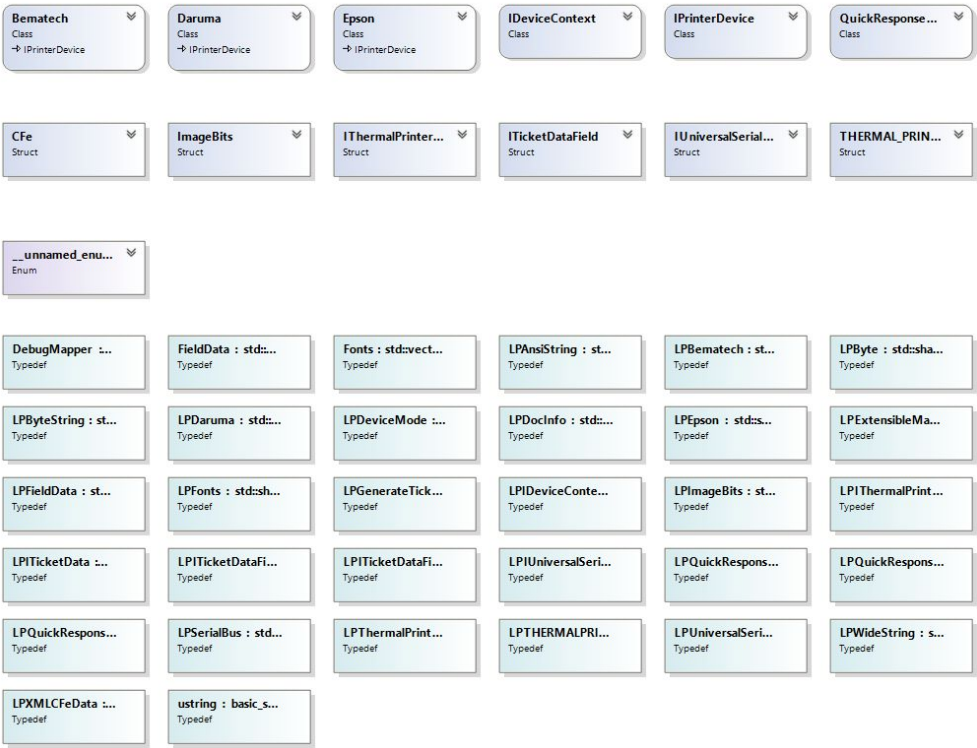 Bematech
Class
IPrinterDevice
Daruma
Class
IPrinterDevice
Epson
Class
IPrinterDevice
IDeviceContext
Class
IPrinterDevice
Class
QuickResponse...
Class
CFe
Struct
ImageBits
Struct
IThermalPrinter...
Struct
ITicketDataField
Struct
IUniversalSerial...
Struct
THERMAL_PRIN...
Struct
__unnamed_enu...
Enum
DebugMapper :...
Typedef
FieldData : std::...
Typedef
Fonts : std::vect...
Typedef
LPAnsiString : st...
Typedef
LPBematech : st...
Typedef
LPByte : std::sha...
Typedef
LPByteString : st...
Typedef
LPDaruma : std::...
Typedef
LPDeviceMode :...
Typedef
LPDocInfo : std::...
Typedef
LPEpson : std::s...
Typedef
LPExtensibleMa...
Typedef
LPFieldData : st...
Typedef
LPFonts : std::sh...
Typedef
LPGenerateTick...
Typedef
LPIDeviceConte...
Typedef
LPImageBits : st...
Typedef
LPIThermalPrint...
Typedef
LPITicketData :...
Typedef
LPITicketDataFi...
Typedef
LPITicketDataFi...
Typedef
LPIUniversalSeri...
Typedef
LPQuickRespons...
Typedef
LPQuickRespons...
Typedef
LPQuickRespons...
Typedef
LPSerialBus : std...
Typedef
LPThermalPrint...
Typedef
LPTHERMALPRI...
Typedef
LPUniversalSeri...
Typedef
LPWideString : s...
Typedef
LPXMLCFeData :...
Typedef
ustring : basic_s...
Typedef